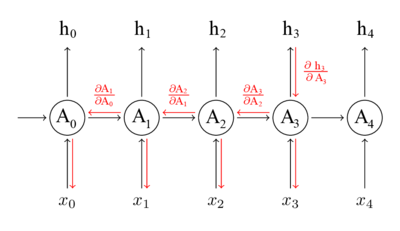 h₀ h₁ h₂ h₃ h₄
∂A₁/∂A₀ ∂A₂/∂A₁ ∂A₃/∂A₂ ∂ h₃/∂ A₃
A₀ A₁ A₂ A₃ A₄
x₀ x₁ x₂ x₃ x₄